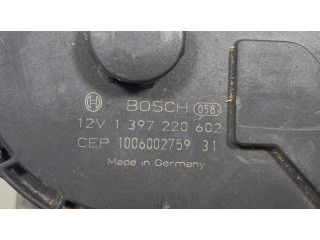 BOSCH 058
12V 1 397 220 602
CEP 1006002759 31
Made in Germany